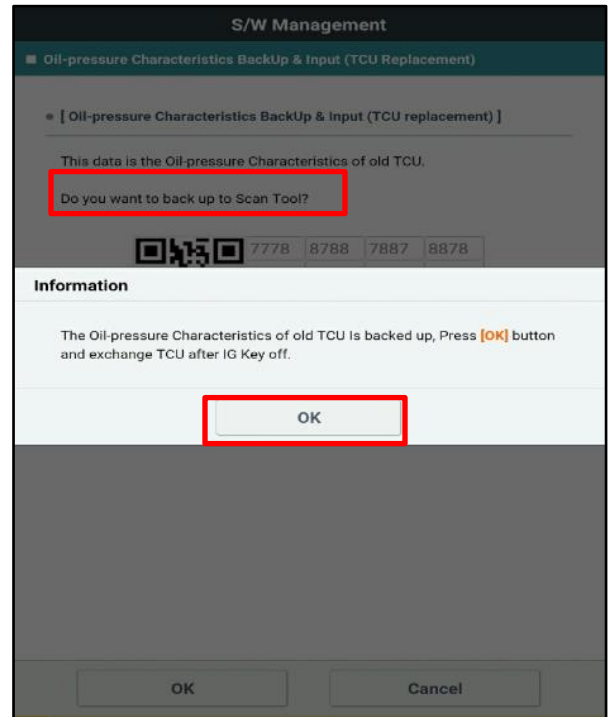 S/W Management
Oil-pressure Characteristics BackUp & Input (TCU Replacement)
[ Oil-pressure Characteristics BackUp & Input (TCU replacement) ]
This data is the Oil-pressure Characteristics of old TCU.
Do you want to back up to Scan Tool?
7778 8788 7887 8878
Information
The Oil-pressure Characteristics of old TCU Is backed up, Press [OK] button
and exchange TCU after IG Key off.
OK
OK Cancel